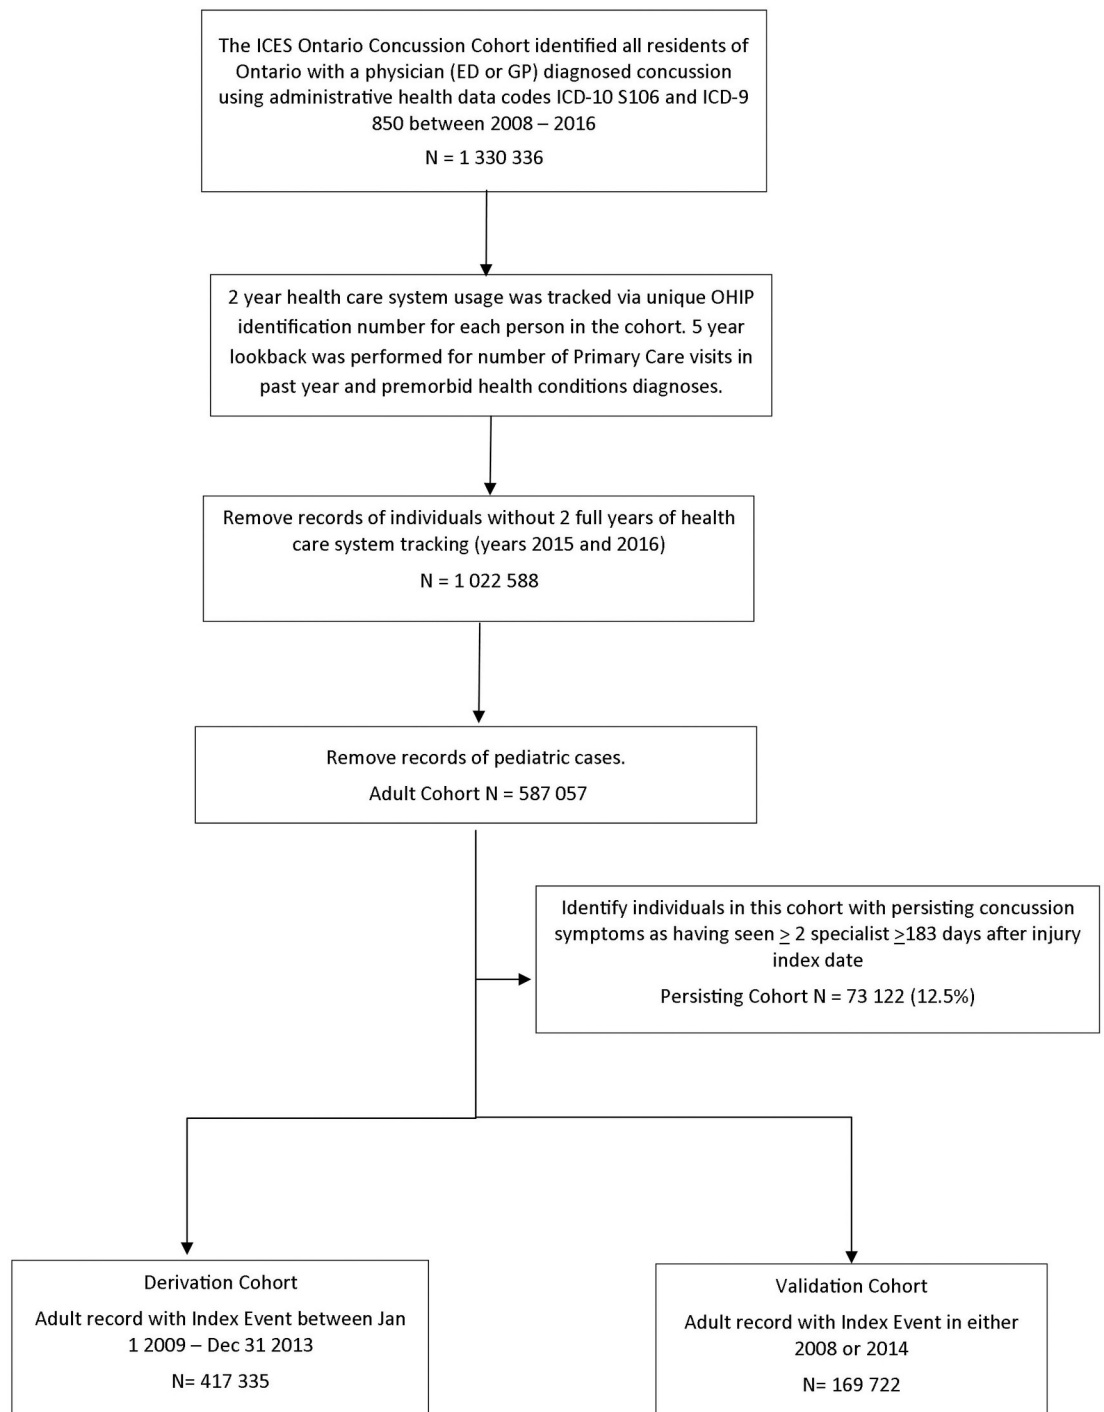 The ICES Ontario Concussion Cohort identified all residents of
Ontario with a physician (ED or GP) diagnosed concussion
using administrative health data codes ICD-10 S106 and ICD-9
850 between 2008 – 2016
N = 1 330 336
2 year health care system usage was tracked via unique OHIP
identification number for each person in the cohort. 5 year
lookback was performed for number of Primary Care visits in
past year and premorbid health conditions diagnoses.
Remove records of individuals without 2 full years of health
care system tracking (years 2015 and 2016)
N = 1 022 588
Remove records of pediatric cases.
Adult Cohort N = 587 057
Identify individuals in this cohort with persisting concussion
symptoms as having seen ≥ 2 specialist ≥183 days after injury
index date
Persisting Cohort N = 73 122 (12.5%)
Derivation Cohort
Adult record with Index Event between Jan
1 2009 – Dec 31 2013
N= 417 335
Validation Cohort
Adult record with Index Event in either
2008 or 2014
N= 169 722